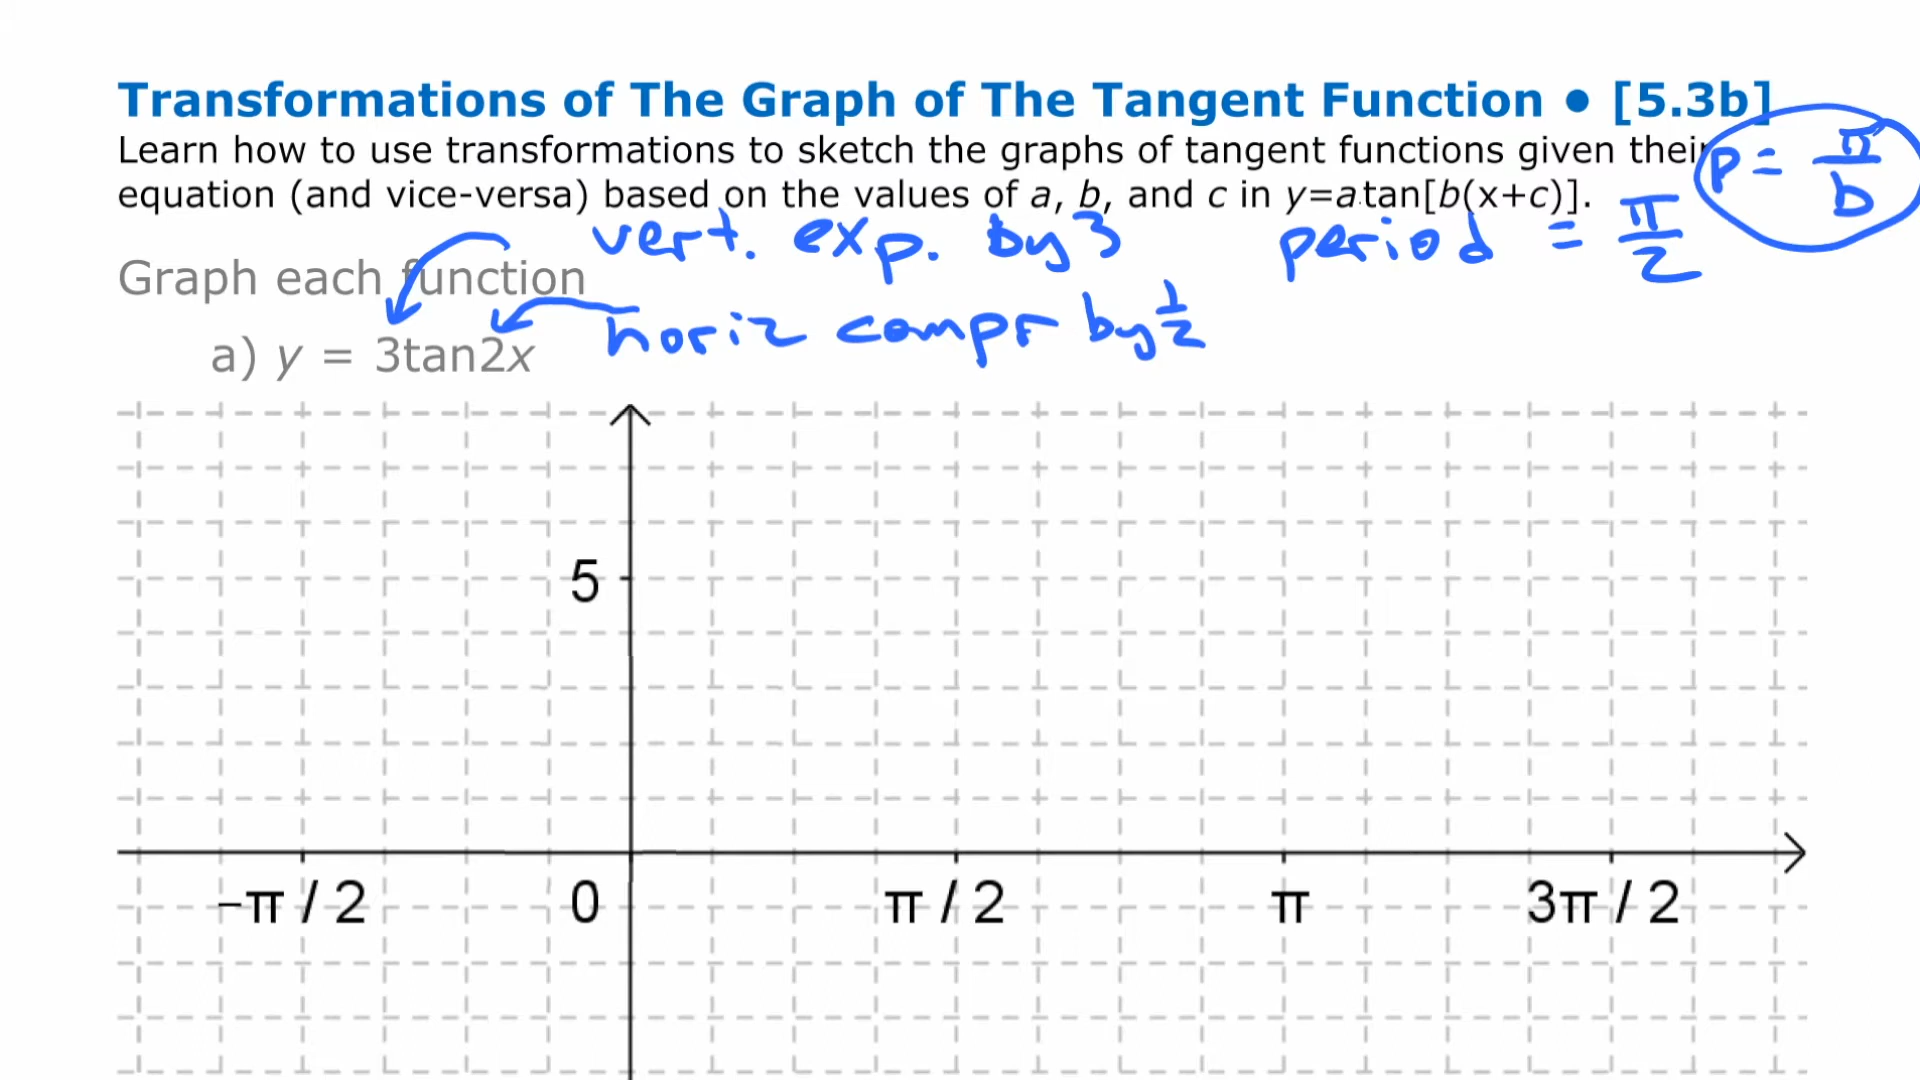 Transformations of The Graph of The Tangent Function • [5.3b]
Learn how to use transformations to sketch the graphs of tangent functions given their
p = π/b
equation (and vice-versa) based on the values of a, b, and c in y=a tan[b(x+c)].
vert. exp. by 3 period = π/2
Graph each function
horiz compr by 1/2
a) y = 3tan2x
5
−π / 2 0 π / 2 π 3π / 2